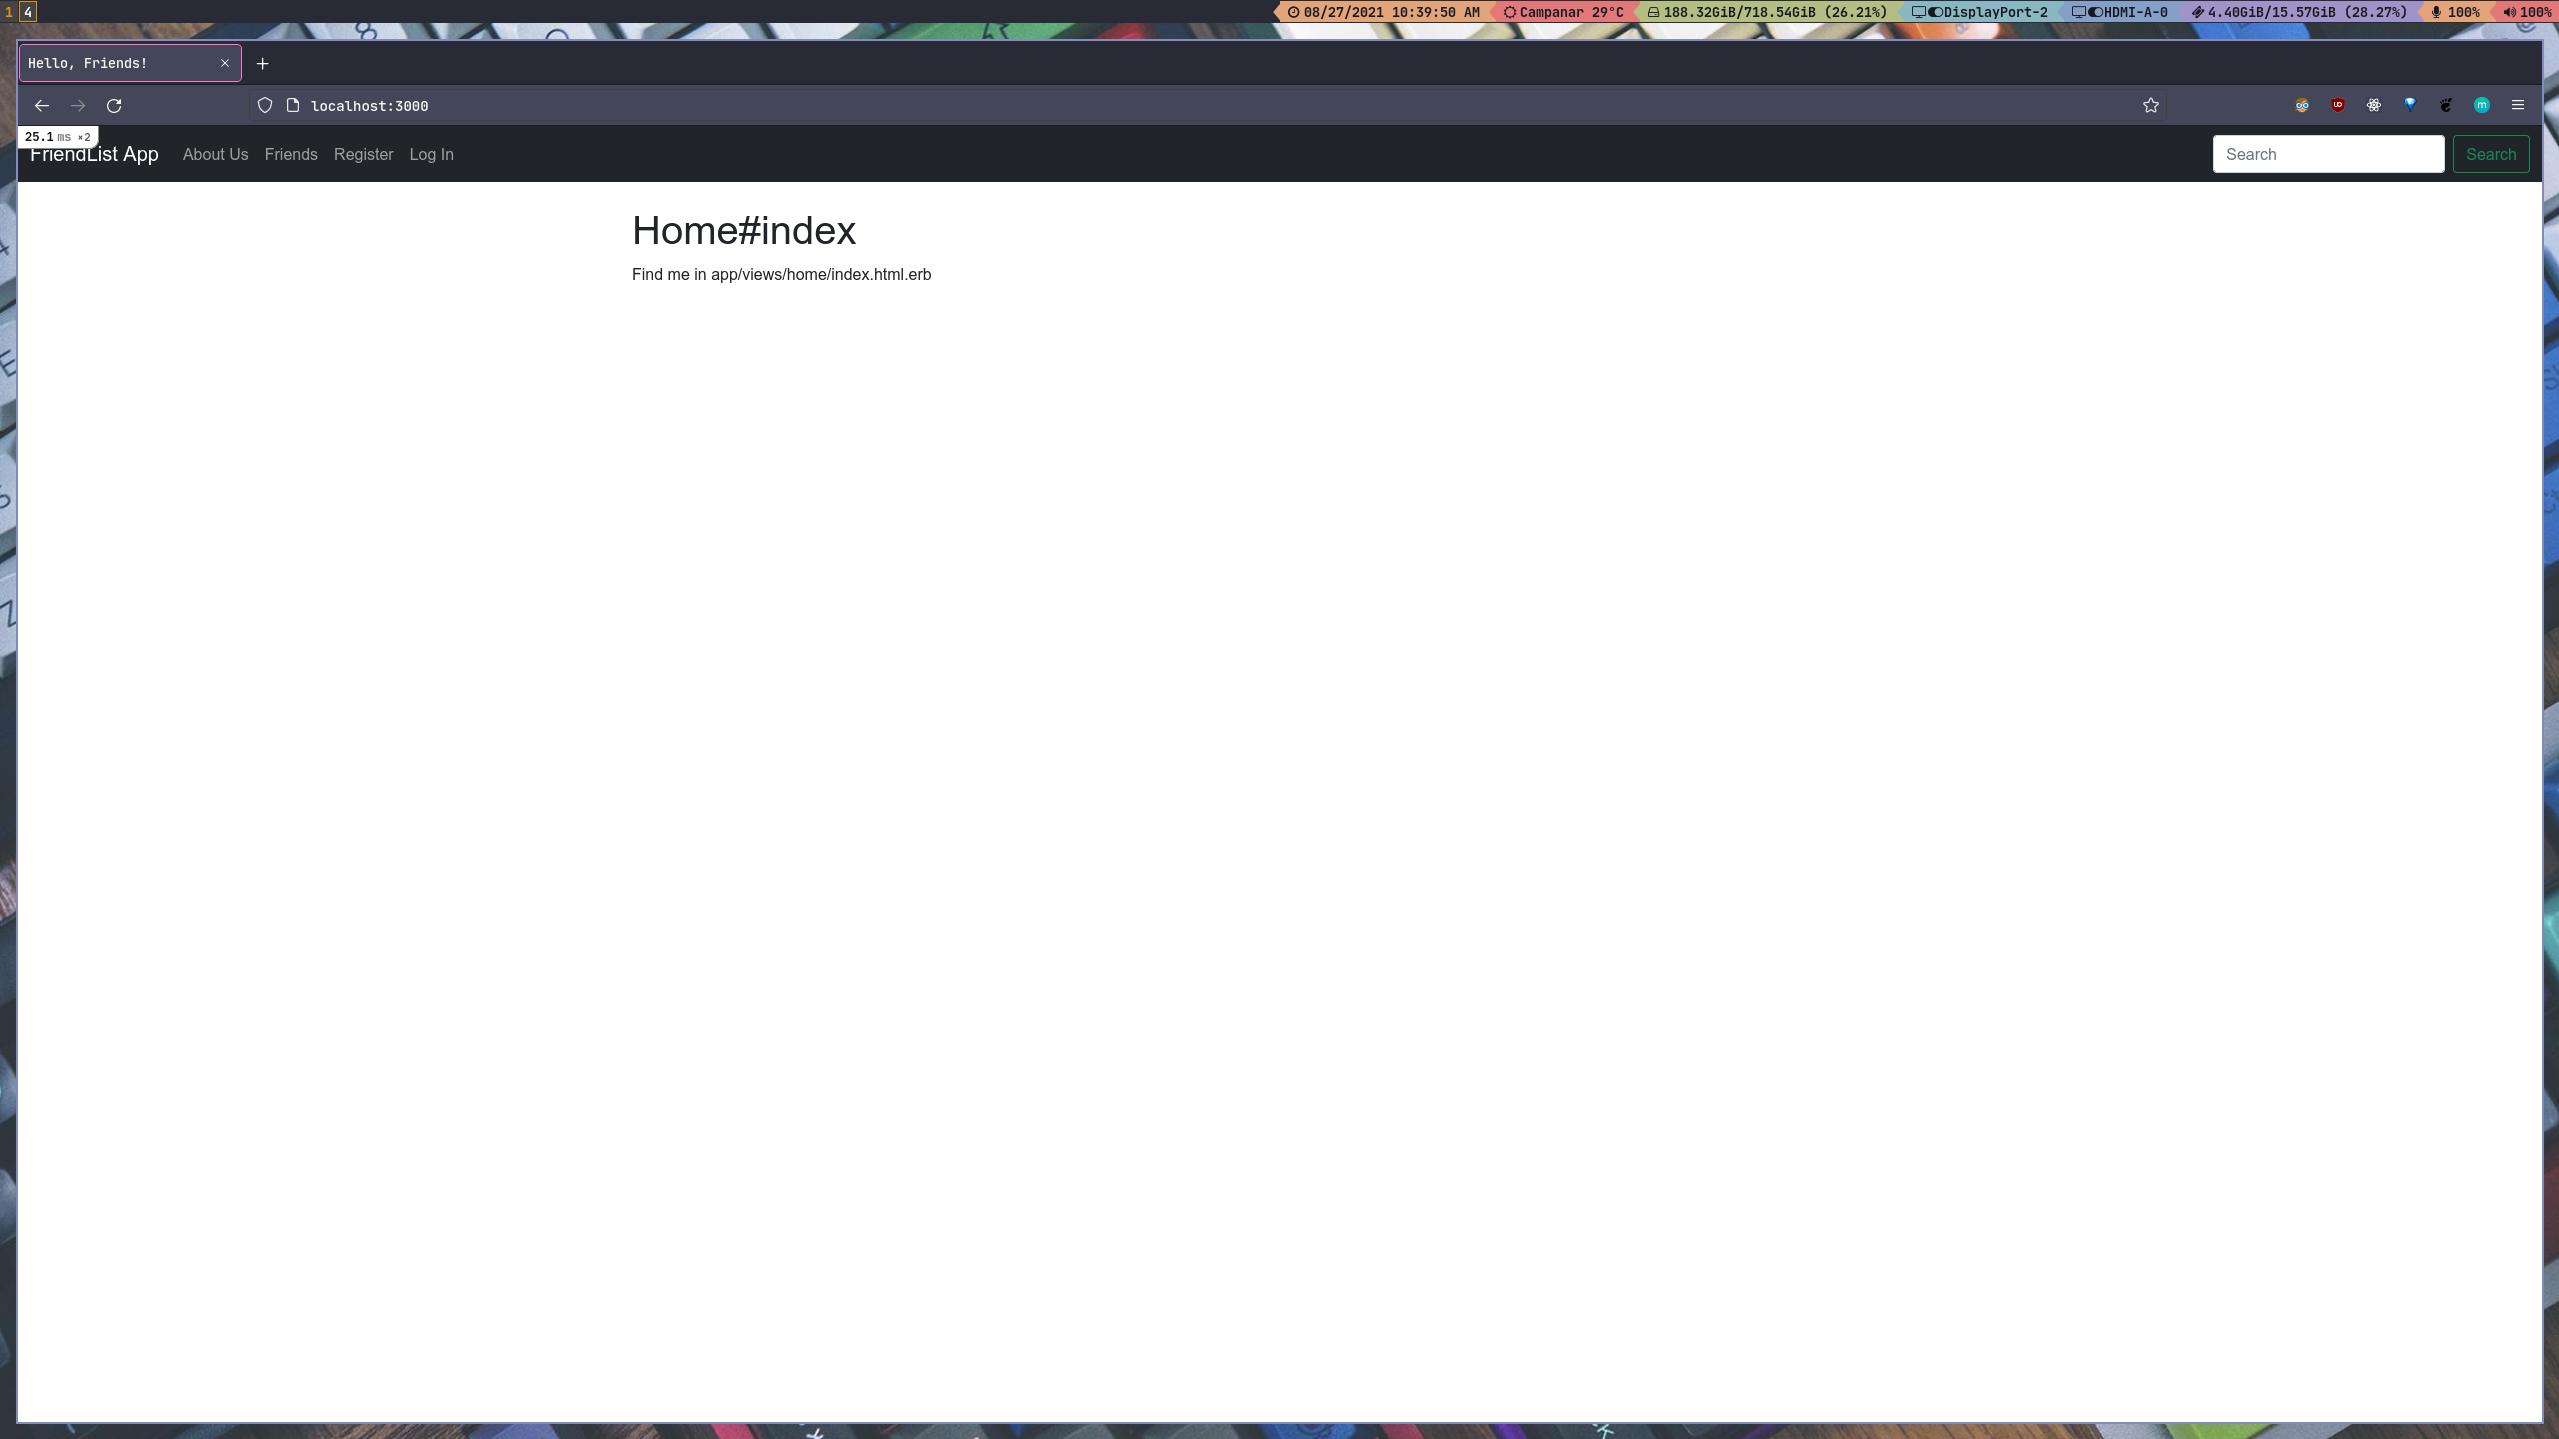 1 4 08/27/2021 10:39:50 AM Campanar 29°C 188.32GiB/718.54GiB (26.21%) DisplayPort-2 HDMI-A-0 4.40GiB/15.57GiB (28.27%) 100% 100%
Hello, Friends!
localhost:3000
25.1 ms ×2
FriendList App About Us Friends Register Log In Search Search
Home#index
Find me in app/views/home/index.html.erb